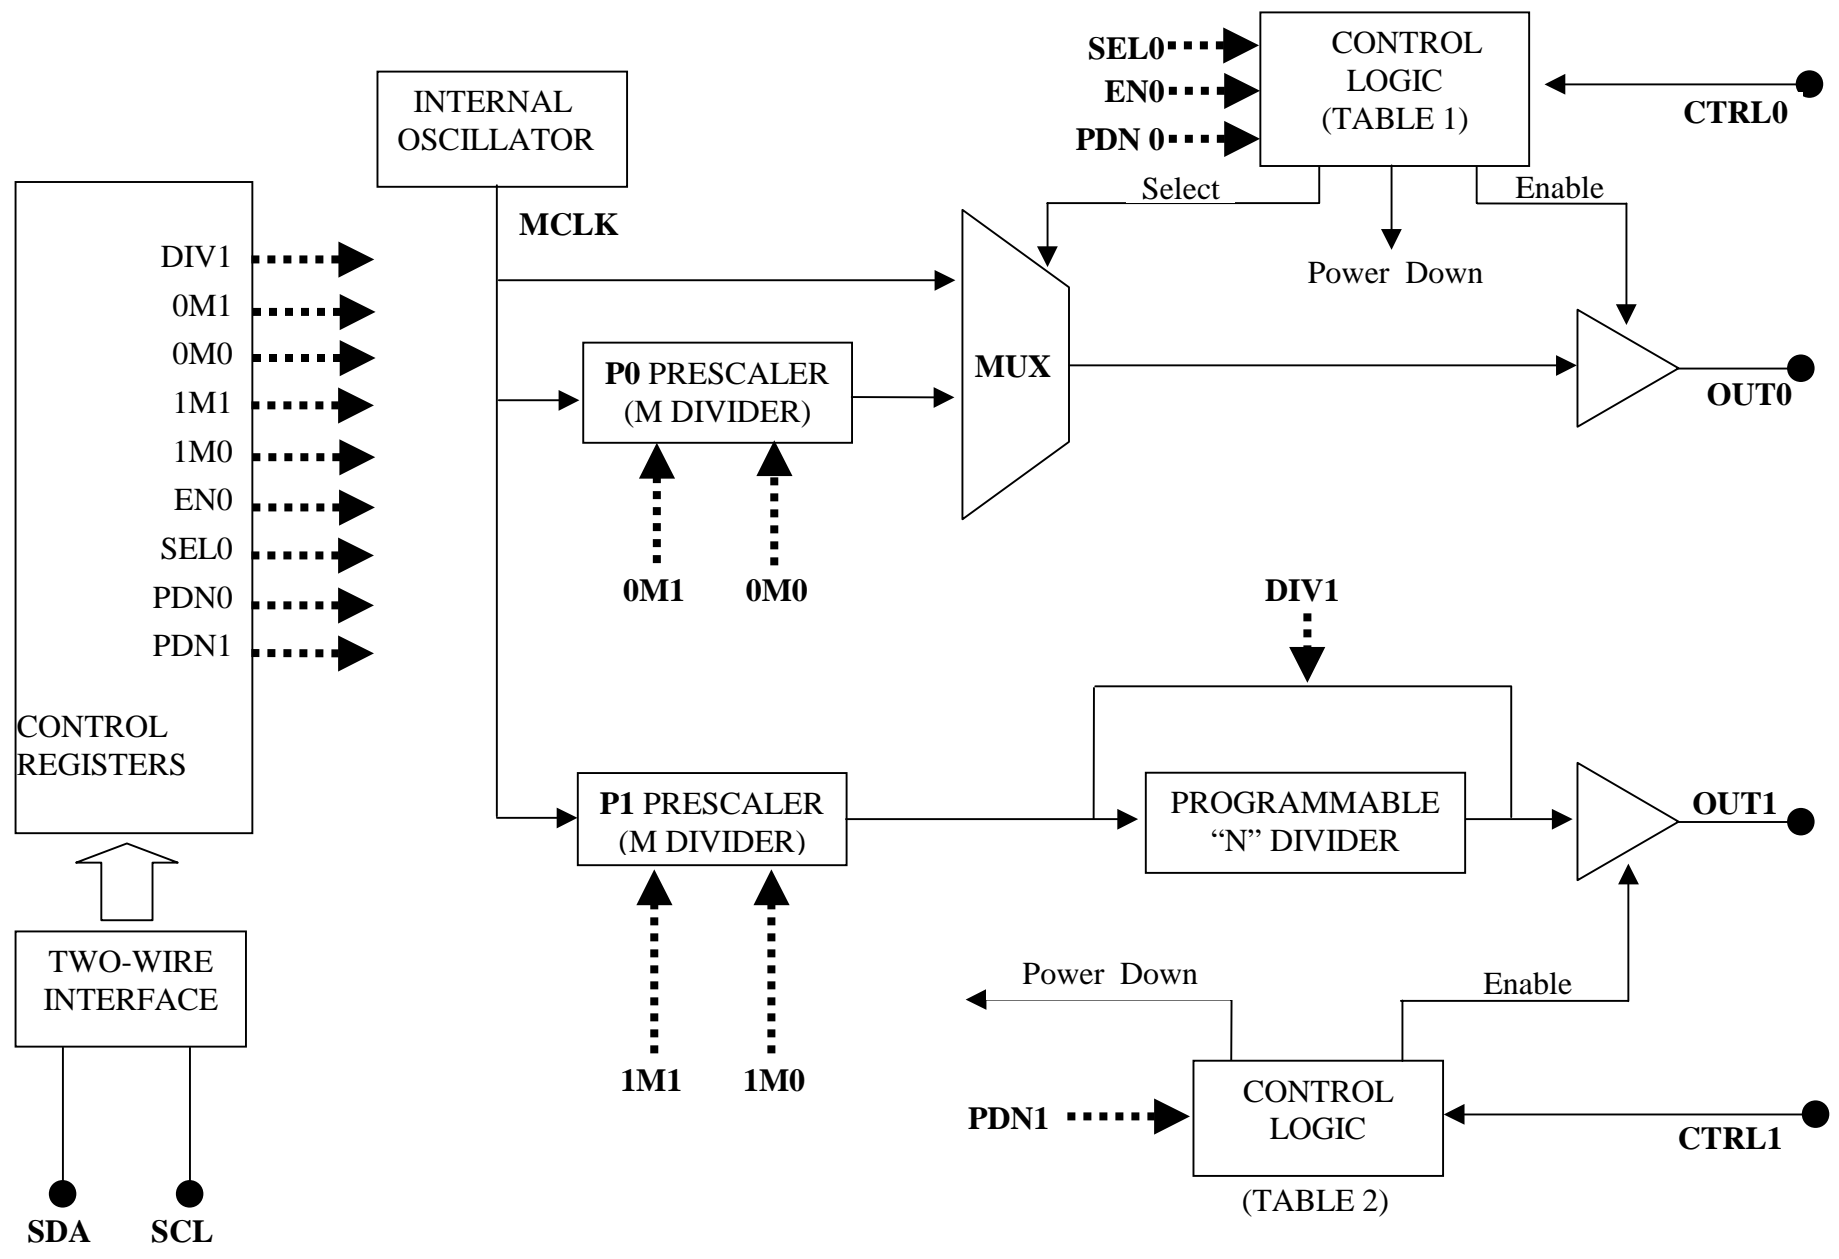 SEL0
EN0
PDN 0
CONTROL
LOGIC
(TABLE 1)
CTRL0
Select
Enable
Power Down
INTERNAL
OSCILLATOR
MCLK
DIV1
0M1
0M0
1M1
1M0
EN0
SEL0
PDN0
PDN1
CONTROL
REGISTERS
P0 PRESCALER
(M DIVIDER)
0M1
0M0
MUX
OUT0
DIV1
P1 PRESCALER
(M DIVIDER)
1M1
1M0
PROGRAMMABLE
“N” DIVIDER
OUT1
Power Down
Enable
PDN1
CONTROL
LOGIC
(TABLE 2)
CTRL1
TWO-WIRE
INTERFACE
SDA
SCL